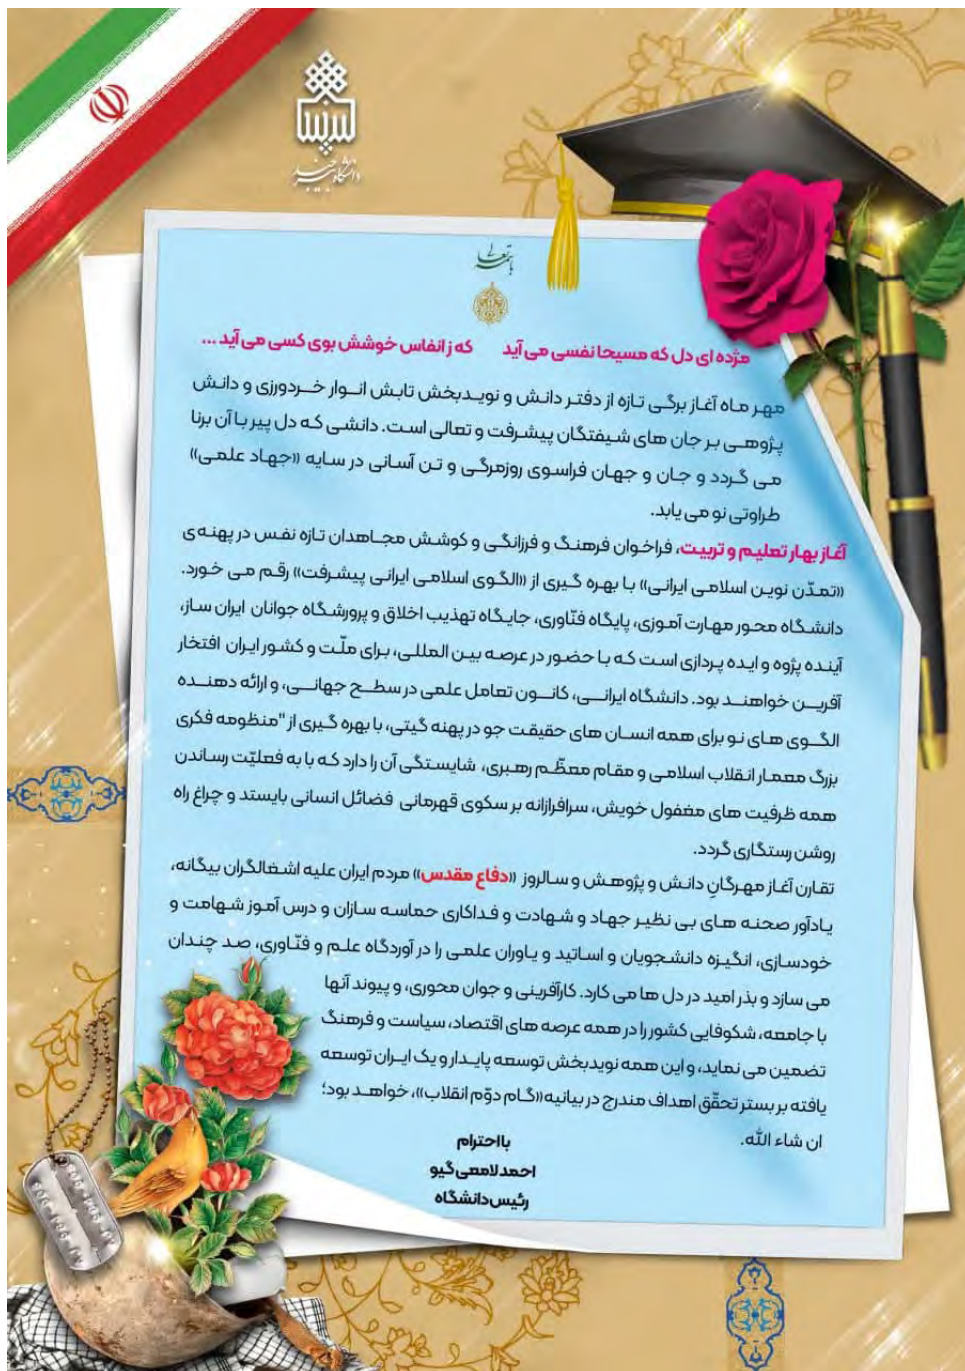 دانشگاه بیرجند
باسمه تعالی
مژده ای دل که مسیحا نفسی می آید که ز انفاس خوشش بوی کسی می آید ...
مهر ماه آغاز برگی تازه از دفتر دانش و نویدبخش تابش انوار خردورزی و دانش
پژوهی بر جان های شیفتگان پیشرفت و تعالی است. دانشی که دل پیر با آن برنا
می گردد و جان و جهان فراسوی روزمرگی و تن آسانی در سایه «جهاد علمی»
طراوتی نو می یابد.
آغاز بهار تعلیم و تربیت، فراخوان فرهنگ و فرزانگی و کوشش مجاهدان تازه نفس در پهنه‌ی
«تمدّن نوین اسلامی ایرانی» با بهره گیری از «الگوی اسلامی ایرانی پیشرفت» رقم می خورد.
دانشگاه محور مهارت آموزی، پایگاه فنّاوری، جایگاه تهذیب اخلاق و پرورشگاه جوانان ایران ساز،
آینده پژوه و ایده پردازی است که با حضور در عرصه بین المللی، برای ملّت و کشور ایران افتخار
آفرین خواهند بود. دانشگاه ایرانی، کانون تعامل علمی در سطح جهانی، و ارائه دهنده
الگوی های نو برای همه انسان های حقیقت جو در پهنه گیتی، با بهره گیری از "منظومه فکری
بزرگ معمار انقلاب اسلامی و مقام معظّم رهبری، شایستگی آن را دارد که با به فعلیّت رساندن
همه ظرفیت های مغفول خویش، سرافرازانه بر سکوی قهرمانی فضائل انسانی بایستد و چراغ راه
روشن رستگاری گردد.
تقارن آغاز مهرگانِ دانش و پژوهش و سالروز «دفاع مقدس» مردم ایران علیه اشغالگران بیگانه،
یادآور صحنه های بی نظیر جهاد و شهادت و فداکاری حماسه سازان و درس آموز شهامت و
خودسازی، انگیزه دانشجویان و اساتید و یاوران علمی را در آوردگاه علم و فنّاوری، صد چندان
می سازد و بذر امید در دل ها می کارد. کارآفرینی و جوان محوری، و پیوند آنها
با جامعه، شکوفایی کشور را در همه عرصه های اقتصاد، سیاست و فرهنگ
تضمین می نماید، و این همه نویدبخش توسعه پایدار و یک ایران توسعه
یافته بر بستر تحقّق اهداف مندرج در بیانیه «گام دوّم انقلاب»، خواهد بود؛
ان شاء الله.
بااحترام
احمد لامعی گیو
رئیس دانشگاه